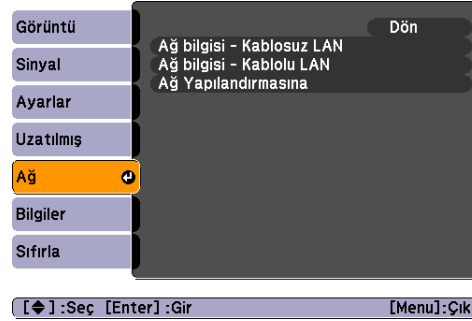 Görüntü
Sinyal
Ayarlar
Uzatılmış
Ağ
Bilgiler
Sıfırla
Dön
Ağ bilgisi - Kablosuz LAN
Ağ bilgisi - Kablolu LAN
Ağ Yapılandırmasına
[◆] :Seç [Enter] :Gir [Menu]:Çık